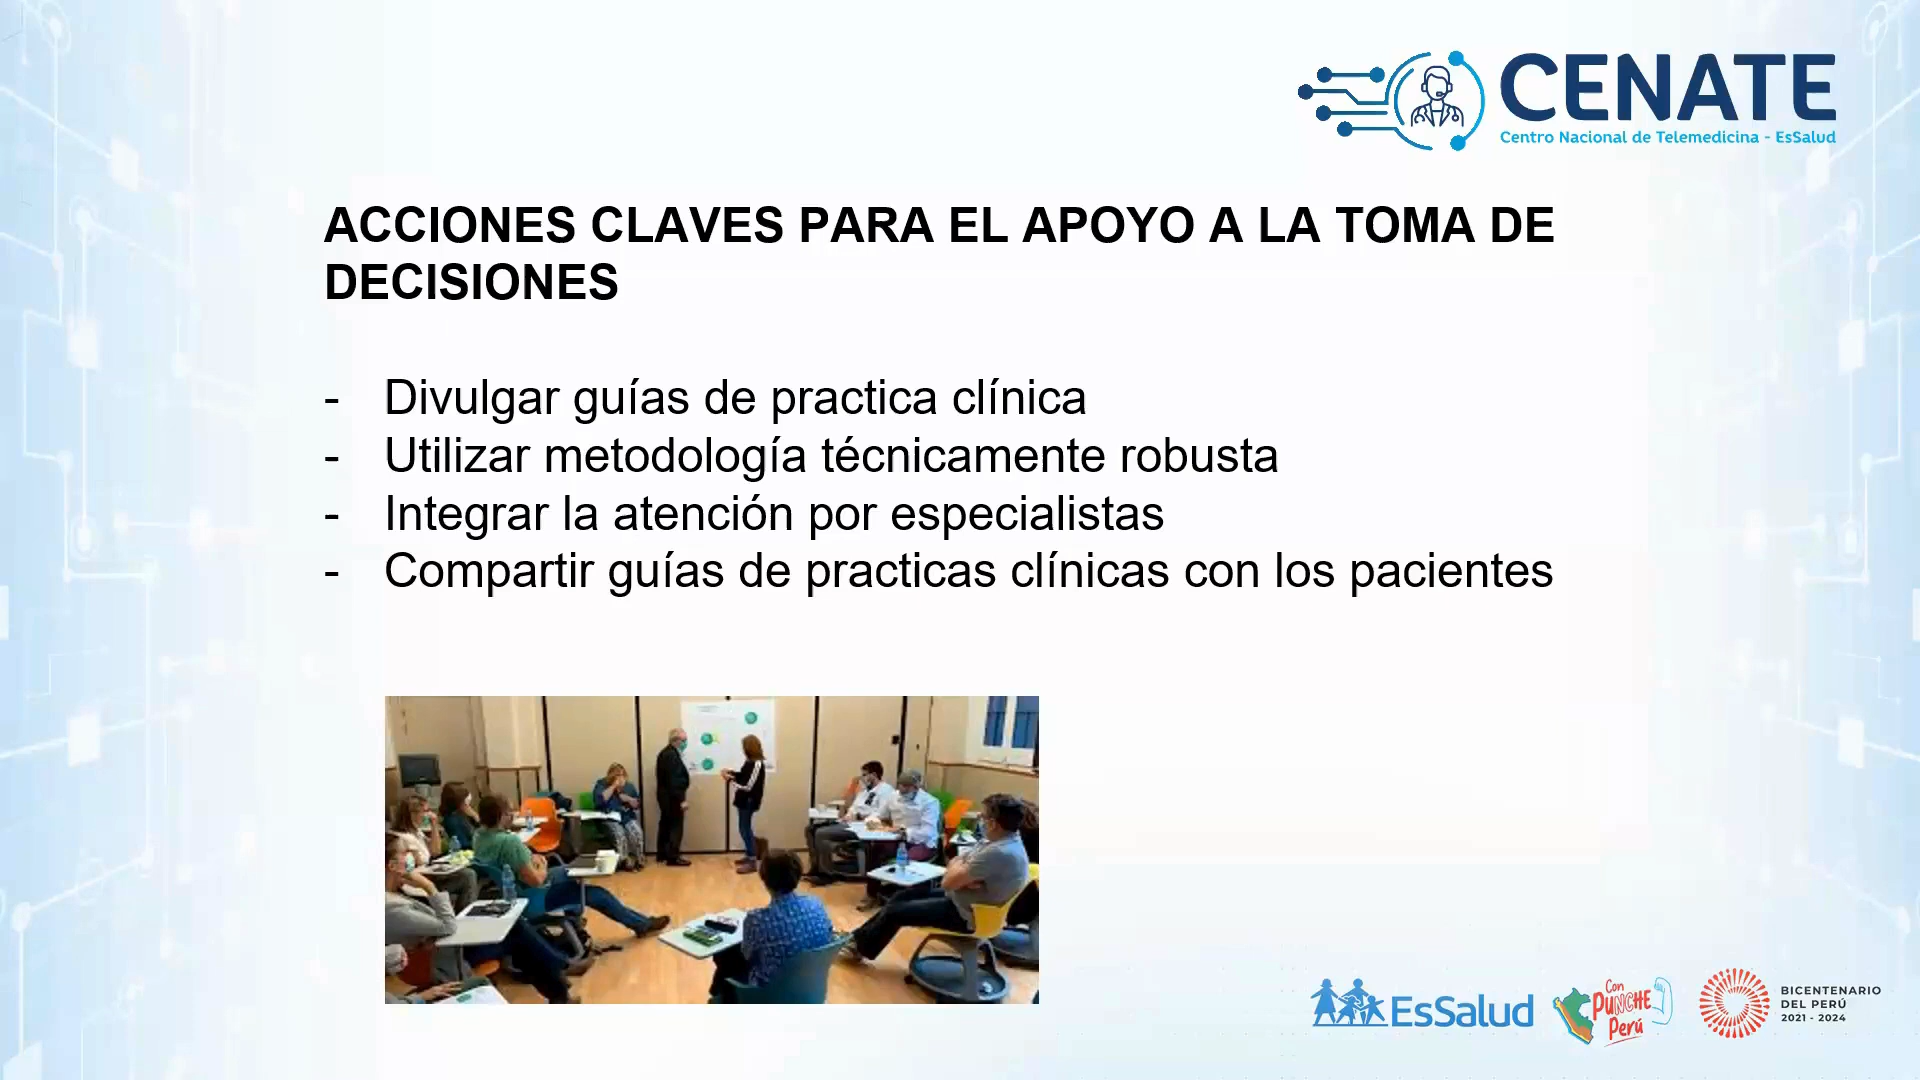 CENATE
Centro Nacional de Telemedicina - EsSalud
ACCIONES CLAVES PARA EL APOYO A LA TOMA DE
DECISIONES
- Divulgar guías de practica clínica
- Utilizar metodología técnicamente robusta
- Integrar la atención por especialistas
- Compartir guías de practicas clínicas con los pacientes
EsSalud
Con
PUNCHE
Perú
BICENTENARIO
DEL PERÚ
2021 - 2024